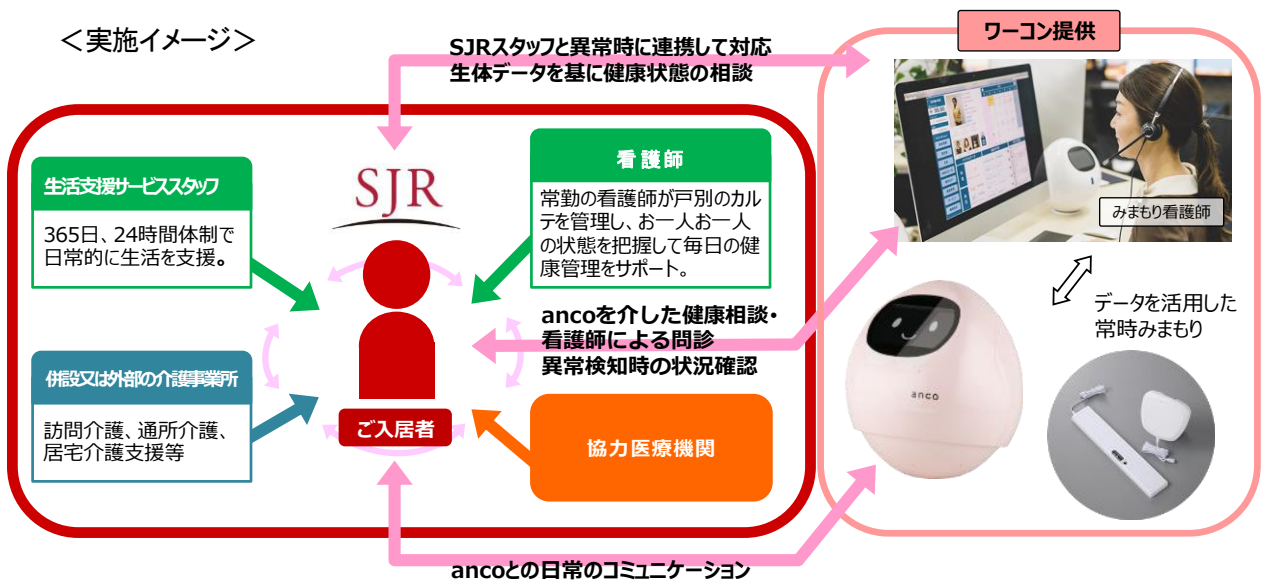 ＜実施イメージ＞
SJRスタッフと異常時に連携して対応
生体データを基に健康状態の相談
ワーコン提供
生活支援サービススタッフ
365日、24時間体制で
日常的に生活を支援。
SJR
看護師
常勤の看護師が戸別のカル
テを管理し、お一人お一人
の状態を把握して毎日の健
康管理をサポート。
みまもり看護師
データを活用した
常時みまもり
ancoを介した健康相談・
看護師による問診
異常検知時の状況確認
anco
併設又は外部の介護事業所
訪問介護、通所介護、
居宅介護支援等
ご入居者
協力医療機関
ancoとの日常のコミュニケーション